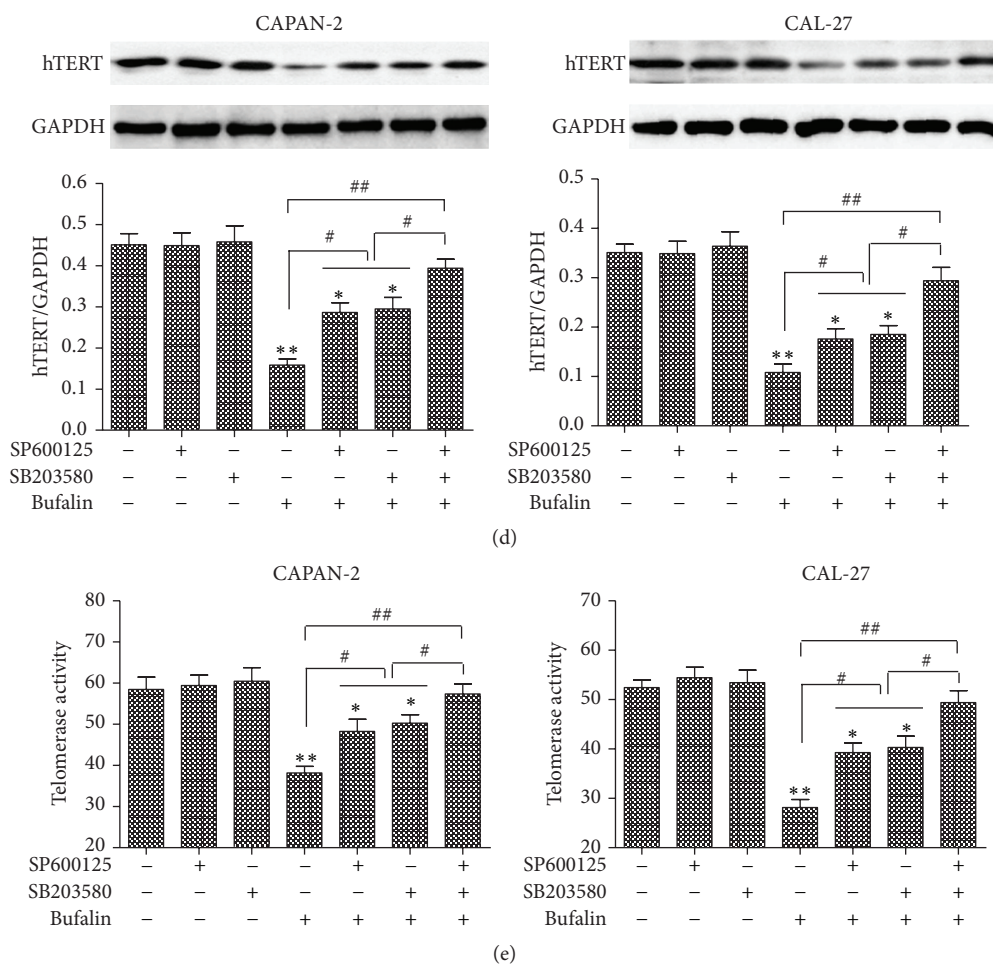 CAPAN-2
hTERT
GAPDH
0.6
0.5
0.4
0.3
0.2
0.1
0.0
hTERT/GAPDH
##
#
#
**
*
*
SP600125 − + − − + − +
SB203580 − − + − − + +
Bufalin − − − + + + +
CAL-27
hTERT
GAPDH
0.5
0.4
0.3
0.2
0.1
0.0
hTERT/GAPDH
##
#
#
**
*
*
SP600125 − + − − + − +
SB203580 − − + − − + +
Bufalin − − − + + + +
(d)
CAPAN-2
80
70
60
50
40
30
20
Telomerase activity
##
#
#
**
*
*
SP600125 − + − − + − +
SB203580 − − + − − + +
Bufalin − − − + + + +
CAL-27
70
60
50
40
30
20
Telomerase activity
##
#
#
**
*
*
SP600125 − + − − + − +
SB203580 − − + − − + +
Bufalin − − − + + + +
(e)